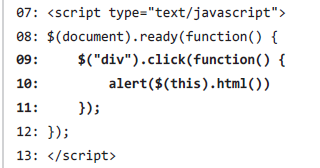 07: <script type="text/javascript">
08: $(document).ready(function() {
09:     $("div").click(function() {
10:         alert($(this).html())
11:     });
12: });
13: </script>